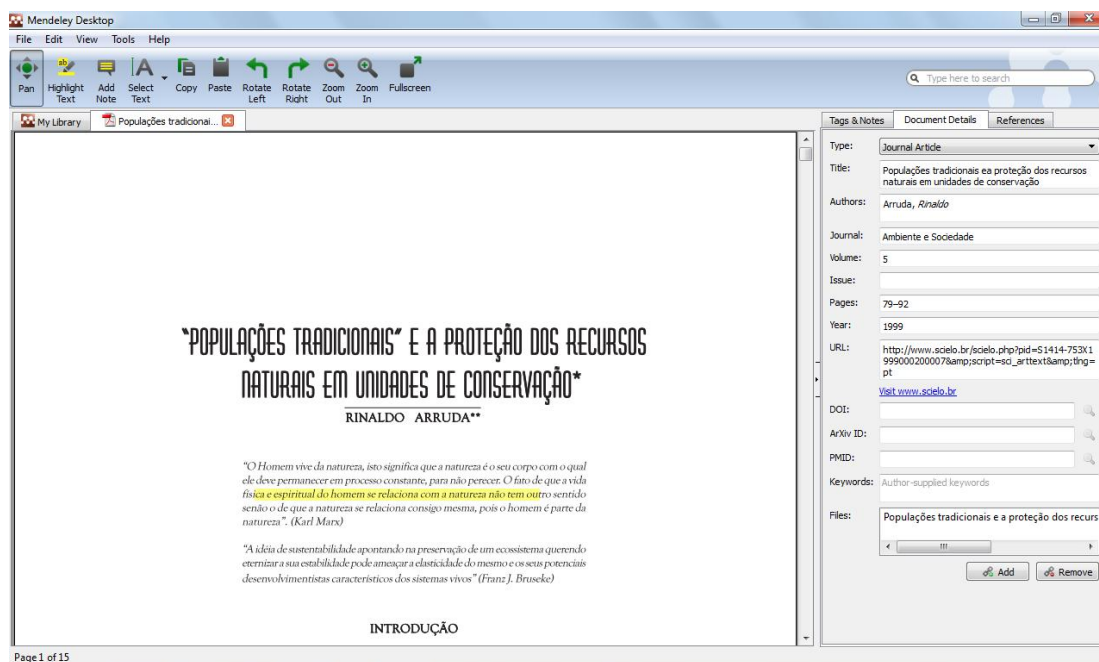 Mendeley Desktop
File Edit View Tools Help
Pan Highlight Text Add Note Select Text Copy Paste Rotate Left Rotate Right Zoom Out Zoom In Fullscreen
Type here to search
My Library Populações tradicionai...
"POPULAÇÕES TRADICIONAIS" E A PROTEÇÃO DOS RECURSOS
NATURAIS EM UNIDADES DE CONSERVAÇÃO*
RINALDO ARRUDA**
"O Homem vive da natureza, isto significa que a natureza é o seu corpo com o qual
ele deve permanecer em processo constante, para não perecer. O fato de que a vida
física e espiritual do homem se relaciona com a natureza não tem outro sentido
senão o de que a natureza se relaciona consigo mesma, pois o homem é parte da
natureza". (Karl Marx)
"A idéia de sustentabilidade apontando na preservação de um ecossistema querendo
eternizar a sua estabilidade pode ameaçar a elasticidade do mesmo e os seus potenciais
desenvolvimentistas característicos dos sistemas vivos" (Franz J. Bruseke)
INTRODUÇÃO
Tags & Notes Document Details References
Type: Journal Article
Title: Populações tradicionais ea proteção dos recursos
naturais em unidades de conservação
Authors: Arruda, Rinaldo
Journal: Ambiente e Sociedade
Volume: 5
Issue:
Pages: 79–92
Year: 1999
URL: http://www.scielo.br/scielo.php?pid=S1414-753X1
999000200007&amp;script=sci_arttext&amp;tlng=
pt
Visit www.scielo.br
DOI:
ArXiv ID:
PMID:
Keywords: Author-supplied keywords
Files: Populações tradicionais e a proteção dos recurs
Add Remove
Page 1 of 15